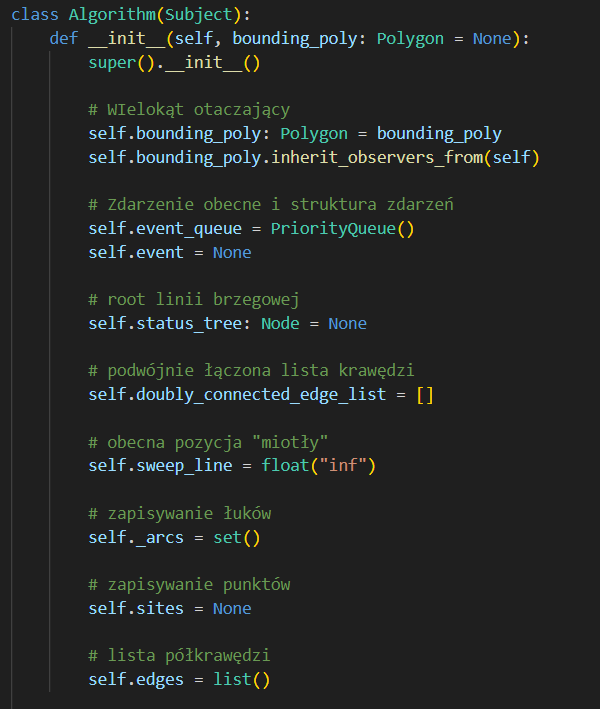 class Algorithm(Subject):
def __init__(self, bounding_poly: Polygon = None):
super().__init__()
# WIelokąt otaczający
self.bounding_poly: Polygon = bounding_poly
self.bounding_poly.inherit_observers_from(self)
# Zdarzenie obecne i struktura zdarzeń
self.event_queue = PriorityQueue()
self.event = None
# root linii brzegowej
self.status_tree: Node = None
# podwójnie łączona lista krawędzi
self.doubly_connected_edge_list = []
# obecna pozycja "miotły"
self.sweep_line = float("inf")
# zapisywanie łuków
self._arcs = set()
# zapisywanie punktów
self.sites = None
# lista półkrawędzi
self.edges = list()